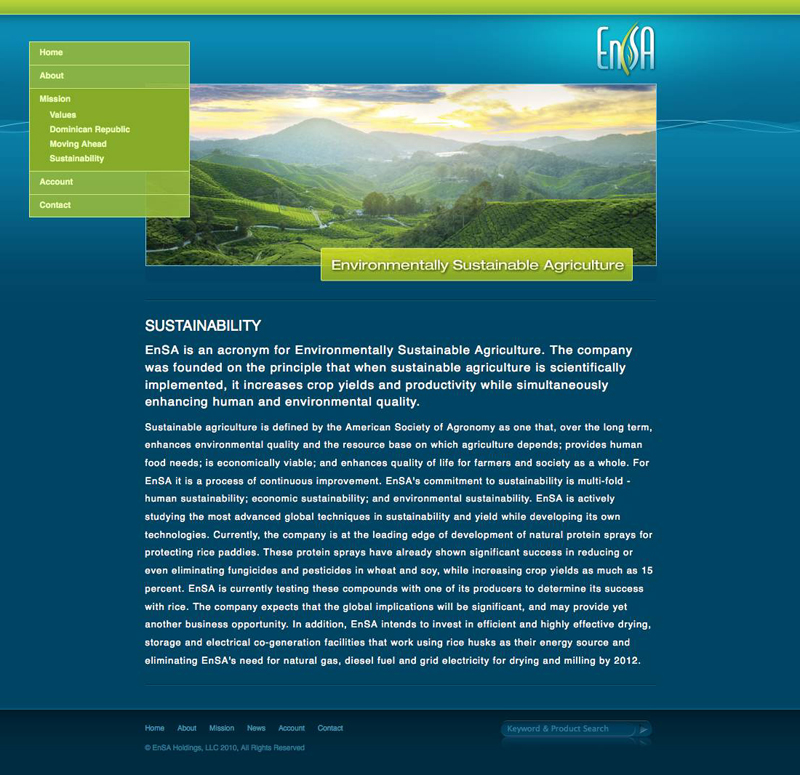 EnSA
Home
About
Mission
Values
Dominican Republic
Moving Ahead
Sustainability
Account
Contact
Environmentally Sustainable Agriculture
SUSTAINABILITY
EnSA is an acronym for Environmentally Sustainable Agriculture. The company
was founded on the principle that when sustainable agriculture is scientifically
implemented, it increases crop yields and productivity while simultaneously
enhancing human and environmental quality.
Sustainable agriculture is defined by the American Society of Agronomy as one that, over the long term,
enhances environmental quality and the resource base on which agriculture depends; provides human
food needs; is economically viable; and enhances quality of life for farmers and society as a whole. For
EnSA it is a process of continuous improvement. EnSA's commitment to sustainability is multi-fold -
human sustainability; economic sustainability; and environmental sustainability. EnSA is actively
studying the most advanced global techniques in sustainability and yield while developing its own
technologies. Currently, the company is at the leading edge of development of natural protein sprays for
protecting rice paddies. These protein sprays have already shown significant success in reducing or
even eliminating fungicides and pesticides in wheat and soy, while increasing crop yields as much as 15
percent. EnSA is currently testing these compounds with one of its producers to determine its success
with rice. The company expects that the global implications will be significant, and may provide yet
another business opportunity. In addition, EnSA intends to invest in efficient and highly effective drying,
storage and electrical co-generation facilities that work using rice husks as their energy source and
eliminating EnSA's need for natural gas, diesel fuel and grid electricity for drying and milling by 2012.
Home About Mission News Account Contact
Keyword & Product Search
© EnSA Holdings, LLC 2010, All Rights Reserved